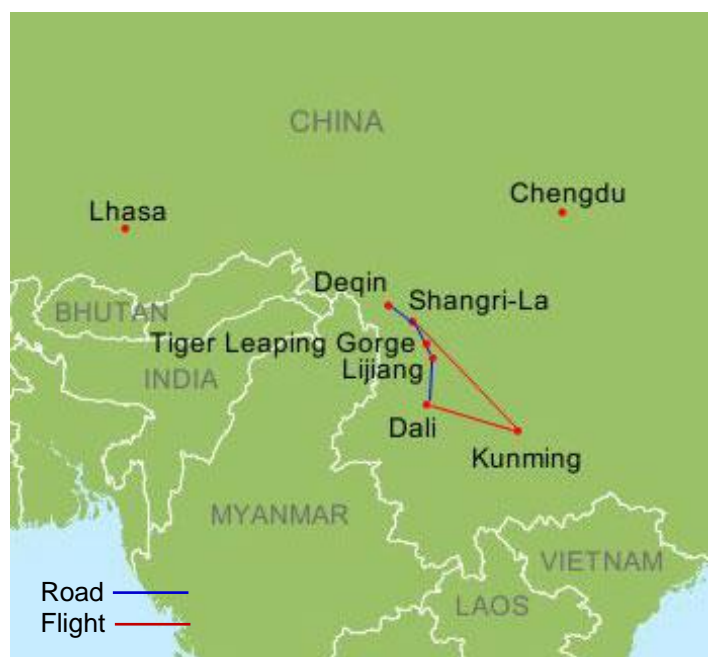 CHINA
Chengdu
Lhasa
Deqin
Shangri-La
BHUTAN
Tiger Leaping Gorge
Lijiang
INDIA
Dali
Kunming
MYANMAR
VIETNAM
LAOS
Road
Flight